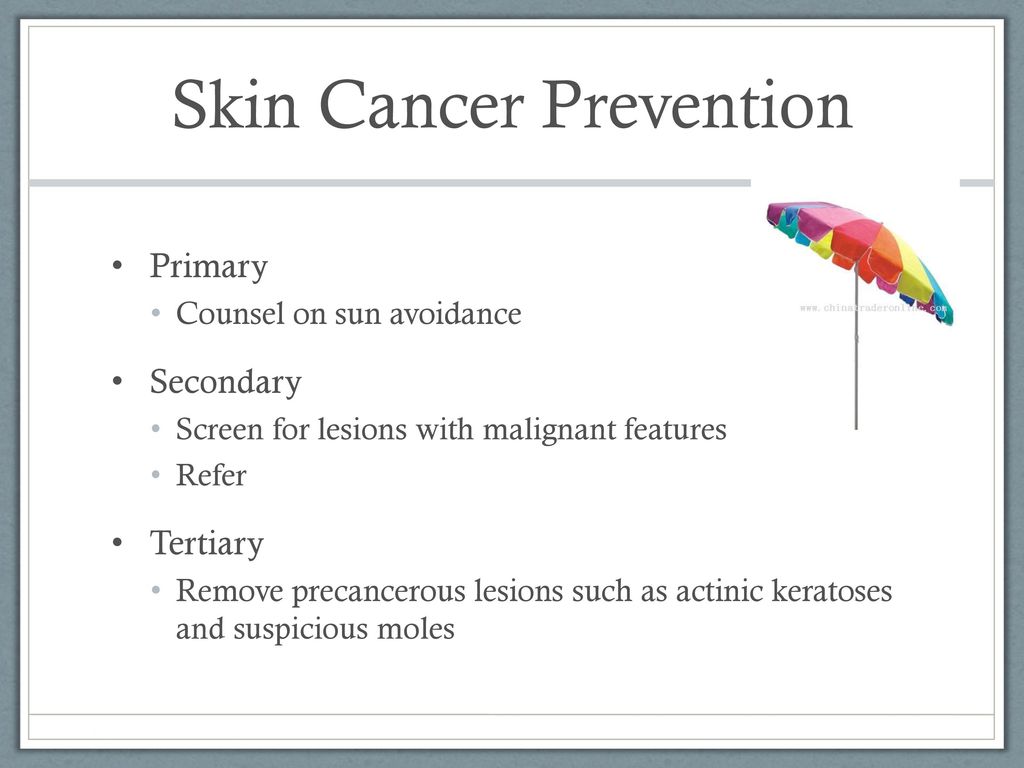 Skin Cancer Prevention
• Primary
• Counsel on sun avoidance
www.chinatraderonline.com
• Secondary
• Screen for lesions with malignant features
• Refer
• Tertiary
• Remove precancerous lesions such as actinic keratoses
and suspicious moles